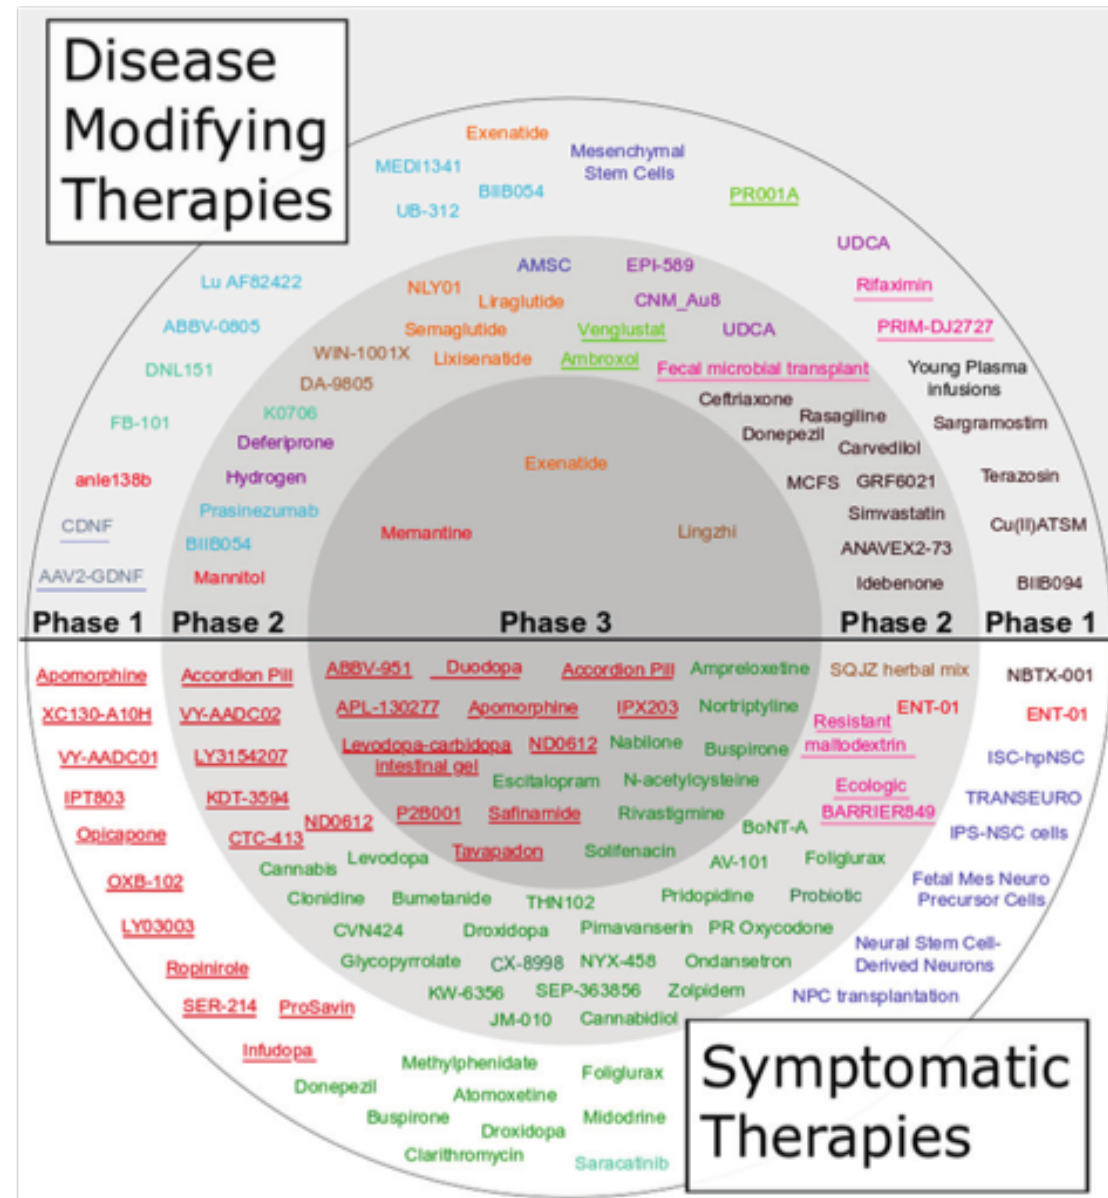 Disease
Modifying
Therapies
Exenatide
MEDI1341
Mesenchymal
Stem Cells
BIIB054
UB-312
PR001A
UDCA
Lu AF82422
AMSC
EPI-589
NLY01
Liraglutide
CNM_Au8
Rifaximin
ABBV-0805
Semaglutide
Venglustat
UDCA
PRIM-DJ2727
WIN-1001X
Lixisenatide
Ambroxol
DNL151
Fecal microbial transplant
Young Plasma
infusions
DA-9805
Ceftriaxone
K0706
Rasagiline
FB-101
Sargramostim
Donepezil
Deferiprone
Carvedilol
Exenatide
anle138b
Hydrogen
MCFS
GRF6021
Terazosin
Prasinezumab
Simvastatin
CDNF
Memantine
Lingzhi
Cu(II)ATSM
BIIB054
ANAVEX2-73
AAV2-GDNF
Mannitol
Idebenone
BIIB094
Phase 1 Phase 2 Phase 3 Phase 2 Phase 1
Apomorphine
Accordion Pill
ABBV-951
Duodopa
Accordion Pill
Ampreloxetine
SQJZ herbal mix
NBTX-001
XC130-A10H
VY-AADC02
APL-130277
Apomorphine
IPX203
Nortriptyline
ENT-01
ENT-01
Resistant
maltodextrin
VY-AADC01
LY3154207
Levodopa-carbidopa
intestinal gel
ND0612
Nabilone
Buspirone
ISC-hpNSC
Escitalopram
N-acetylcysteine
Ecologic
BARRIER849
IPT803
KDT-3594
TRANSEURO
ND0612
P2B001
Safinamide
Rivastigmine
BoNT-A
Opicapone
CTC-413
IPS-NSC cells
Cannabis
Levodopa
Tavapadon
Solifenacin
AV-101
Foliglurax
OXB-102
Fetal Mes Neuro
Precursor Cells
Clonidine
Bumetanide
THN102
Pridopidine
Probiotic
LY03003
CVN424
Droxidopa
Pimavanserin
PR Oxycodone
Neural Stem Cell-
Derived Neurons
Ropinirole
Glycopyrrolate
CX-8998
NYX-458
Ondansetron
KW-6356
SEP-363856
Zolpidem
NPC transplantation
SER-214
ProSavin
JM-010
Cannabidiol
Infudopa
Methylphenidate
Foliglurax
Donepezil
Atomoxetine
Buspirone
Midodrine
Droxidopa
Clarithromycin
Saracatinib
Symptomatic
Therapies